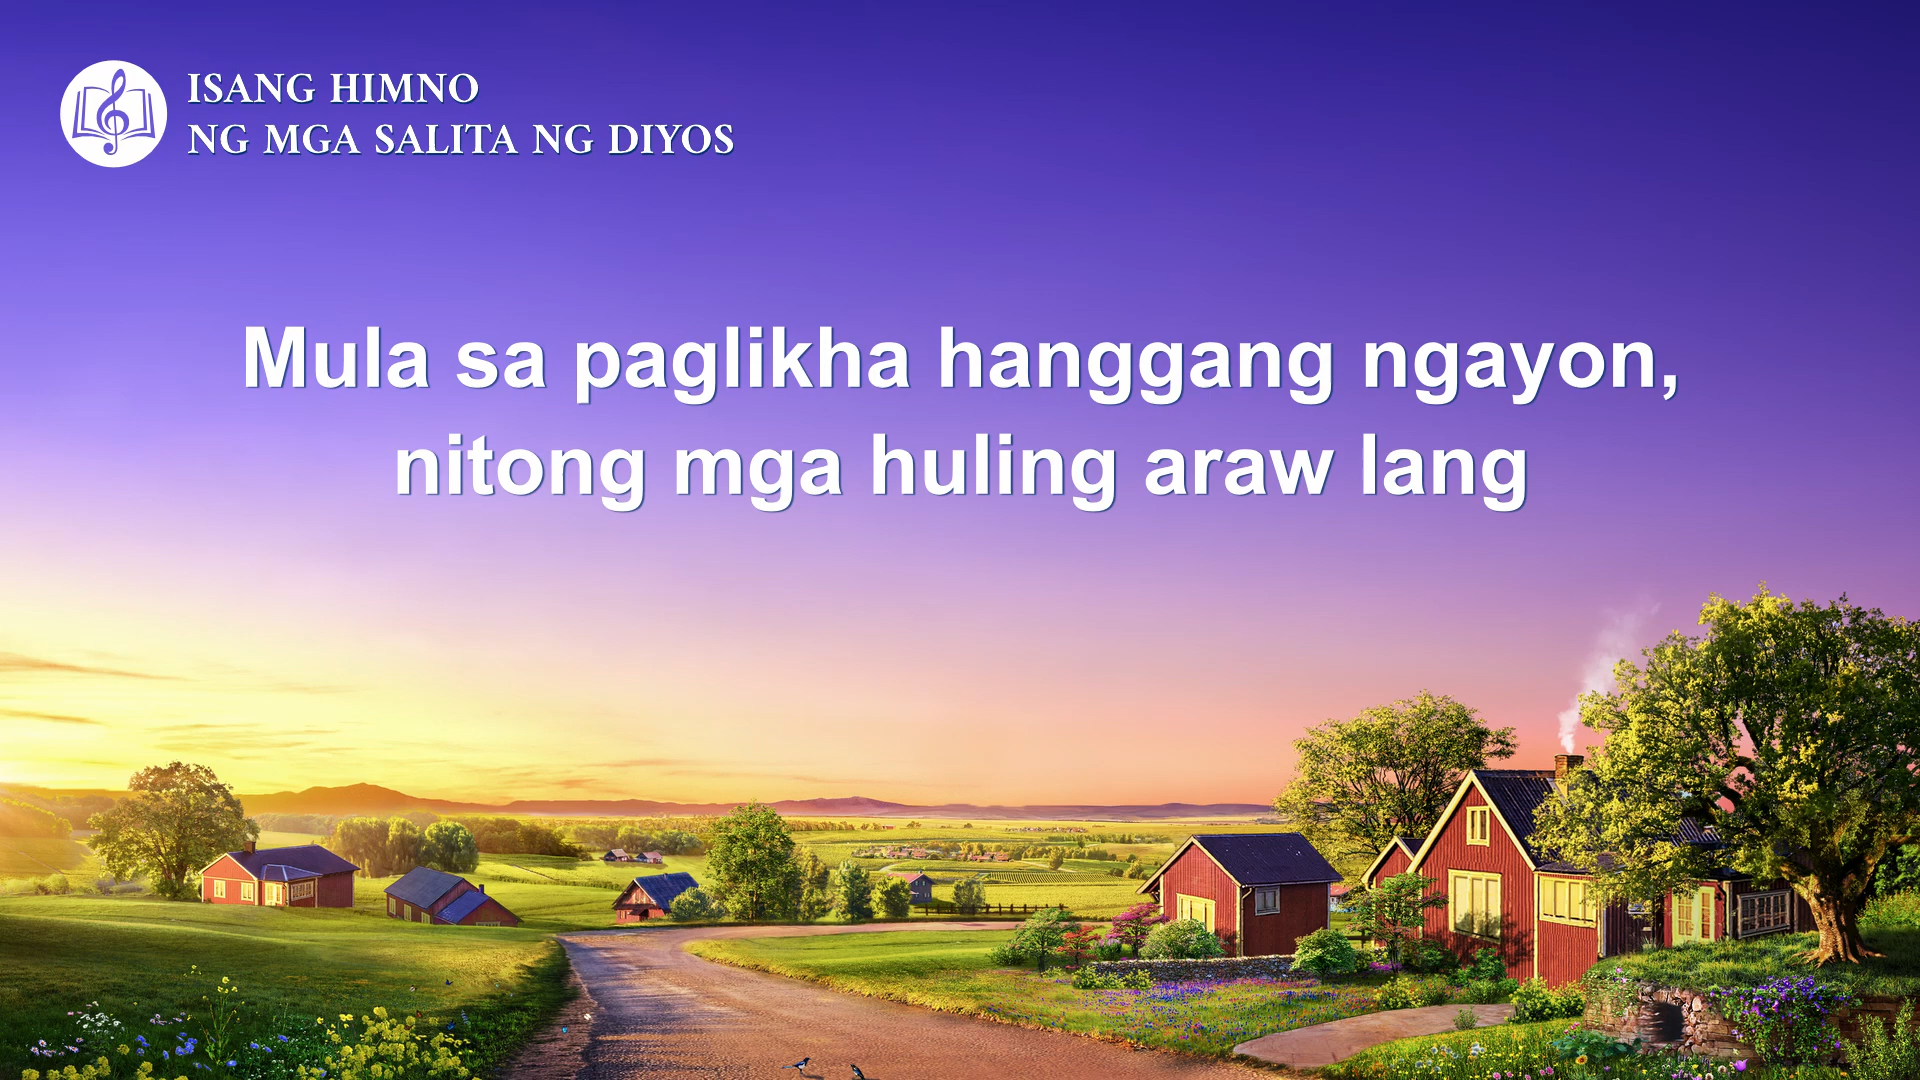 ISANG HIMNO
NG MGA SALITA NG DIYOS
Mula sa paglikha hanggang ngayon,
nitong mga huling araw lang